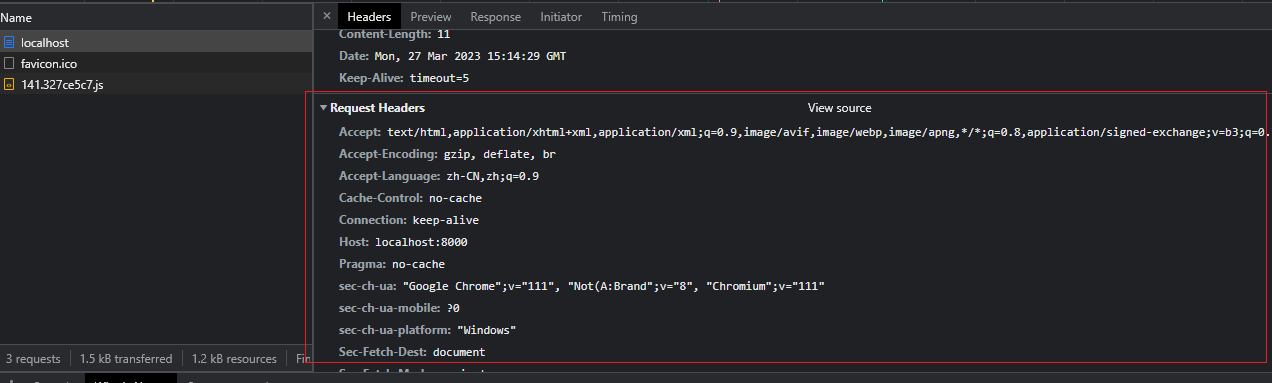 Name
× Headers Preview Response Initiator Timing
localhost
favicon.ico
141.327ce5c7.js
Content-Length: 11
Date: Mon, 27 Mar 2023 15:14:29 GMT
Keep-Alive: timeout=5
Request Headers View source
Accept: text/html,application/xhtml+xml,application/xml;q=0.9,image/avif,image/webp,image/apng,*/*;q=0.8,application/signed-exchange;v=b3;q=0.
Accept-Encoding: gzip, deflate, br
Accept-Language: zh-CN,zh;q=0.9
Cache-Control: no-cache
Connection: keep-alive
Host: localhost:8000
Pragma: no-cache
sec-ch-ua: "Google Chrome";v="111", "Not(A:Brand";v="8", "Chromium";v="111"
sec-ch-ua-mobile: ?0
sec-ch-ua-platform: "Windows"
Sec-Fetch-Dest: document
3 requests 1.5 kB transferred 1.2 kB resources Fin